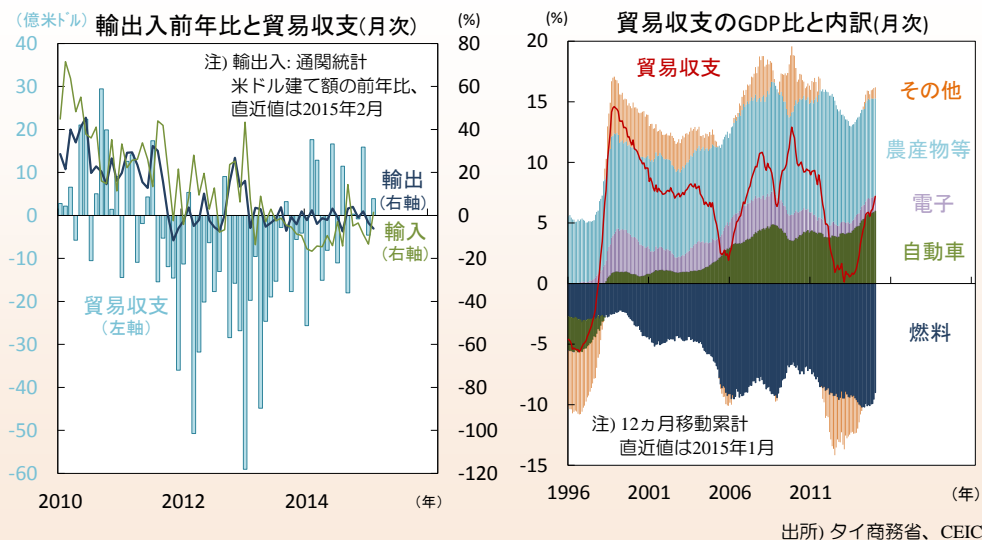 輸出入前年比と貿易収支(月次)
(億米ドル)
(%)
40
30
20
10
0
-10
-20
-30
-40
-50
-60
80
60
40
20
0
-20
-40
-60
-80
-100
-120
注) 輸出入: 通関統計
米ドル建て額の前年比、
直近値は2015年2月
輸出
(右軸)
輸入
(右軸)
貿易収支
(左軸)
2010
2012
2014
(年)
貿易収支のGDP比と内訳(月次)
(%)
20
15
10
5
0
-5
-10
-15
貿易収支
その他
農産物等
電子
自動車
燃料
注) 12ヵ月移動累計
直近値は2015年1月
1996
2001
2006
2011
(年)
出所) タイ商務省、CEIC